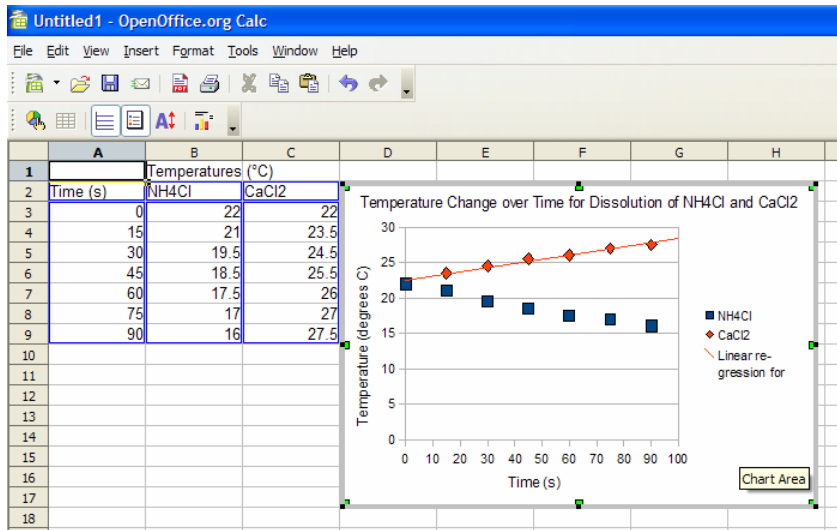 Untitled1 - OpenOffice.org Calc
File Edit View Insert Format Tools Window Help
A B C D E F G H
1 Temperatures (°C)
2 Time (s) NH4Cl CaCl2
3 0 22 22
4 15 21 23.5
5 30 19.5 24.5
6 45 18.5 25.5
7 60 17.5 26
8 75 17 27
9 90 16 27.5
10
11
12
13
14
15
16
17
18
Temperature Change over Time for Dissolution of NH4Cl and CaCl2
Temperature (degrees C)
30
25
20
15
10
5
0
0 10 20 30 40 50 60 70 80 90 100
Time (s)
NH4Cl
CaCl2
Linear re-
gression for
Chart Area